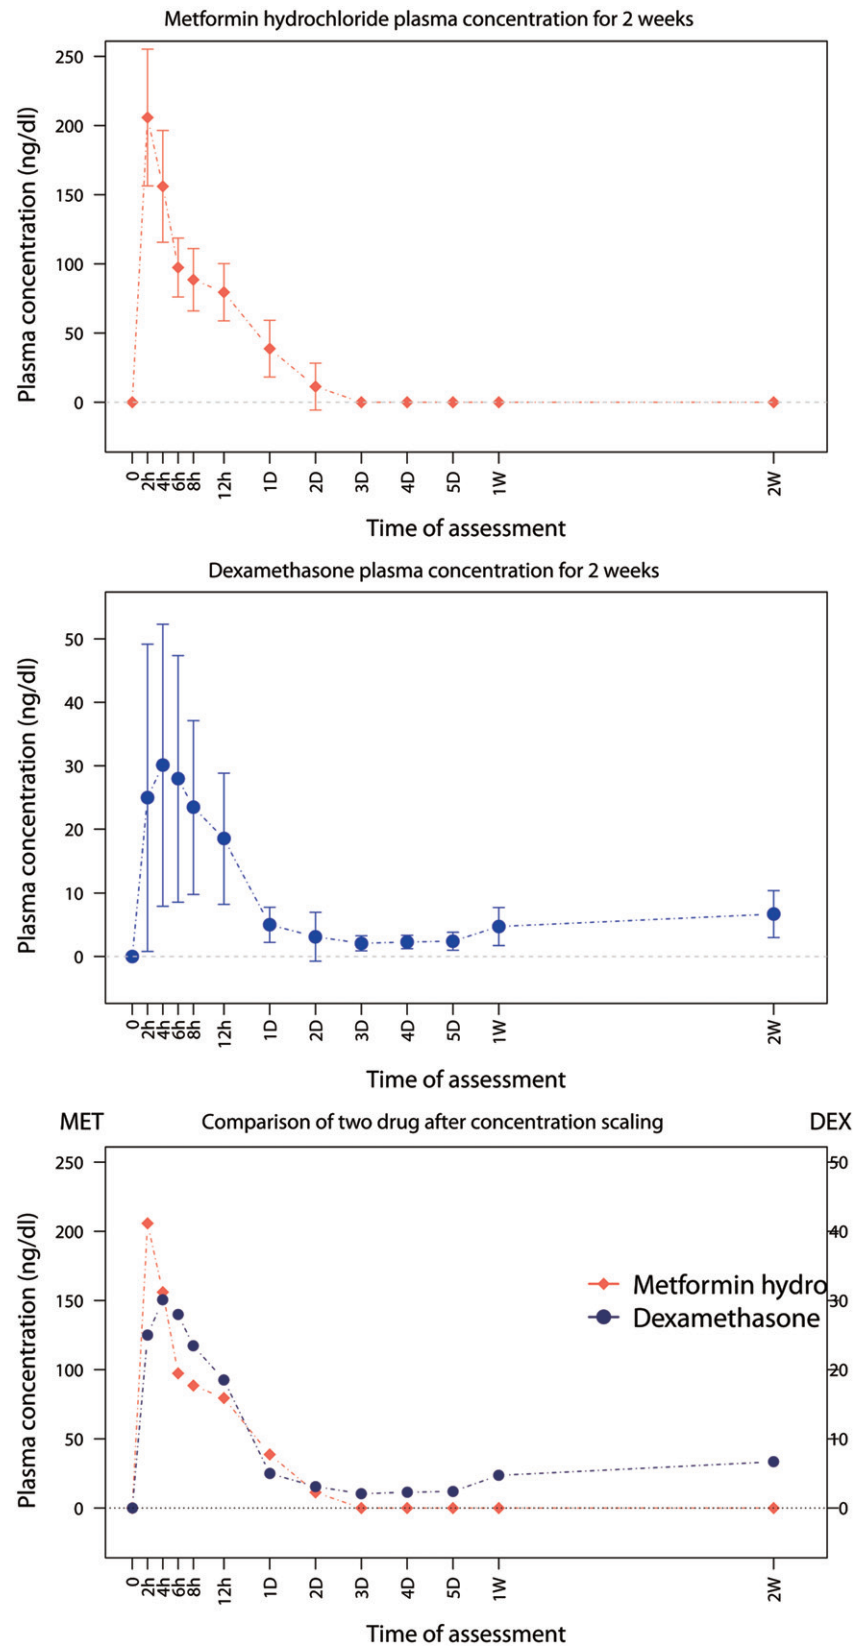 Metformin hydrochloride plasma concentration for 2 weeks
250
200
150
100
50
0
Plasma concentration (ng/dl)
0 2h 4h 6h 8h 12h 1D 2D 3D 4D 5D 1W 2W
Time of assessment
Dexamethasone plasma concentration for 2 weeks
50
40
30
20
10
0
Plasma concentration (ng/dl)
0 2h 4h 6h 8h 12h 1D 2D 3D 4D 5D 1W 2W
Time of assessment
MET Comparison of two drug after concentration scaling DEX
250 50
200 40
150 30
100 20
50 10
0 0
Plasma concentration (ng/dl)
Metformin hydro
Dexamethasone
0 2h 4h 6h 8h 12h 1D 2D 3D 4D 5D 1W 2W
Time of assessment